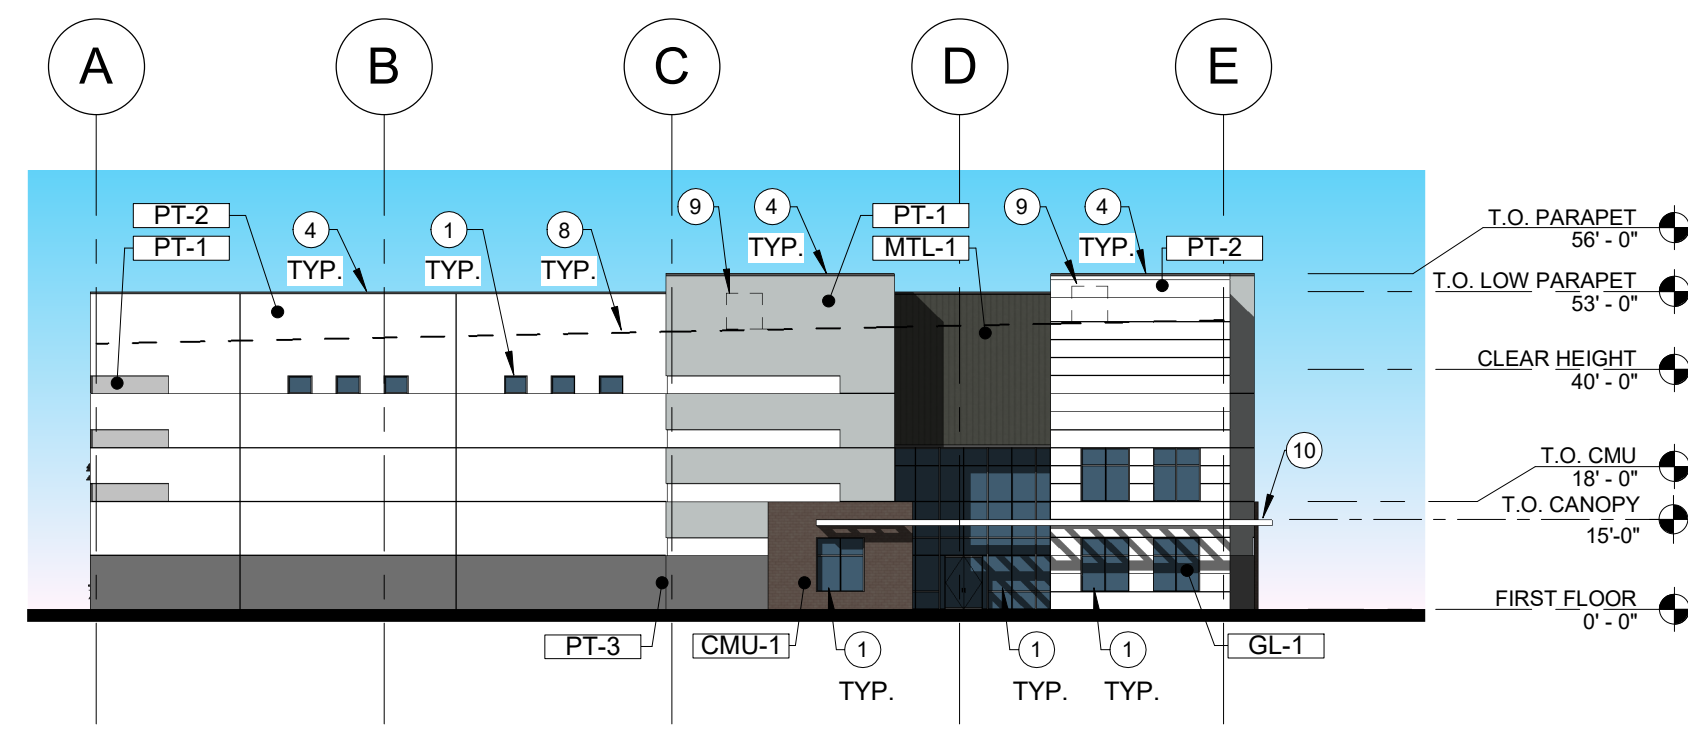 A B C D E
PT-2
PT-1
4
TYP.
1
TYP.
8
TYP.
9
4
TYP.
PT-1
MTL-1
9
4
TYP.
PT-2
10
T.O. PARAPET
56' - 0"
T.O. LOW PARAPET
53' - 0"
CLEAR HEIGHT
40' - 0"
T.O. CMU
18' - 0"
T.O. CANOPY
15'-0"
FIRST FLOOR
0' - 0"
PT-3
CMU-1
1
TYP.
1
TYP.
1
TYP.
GL-1